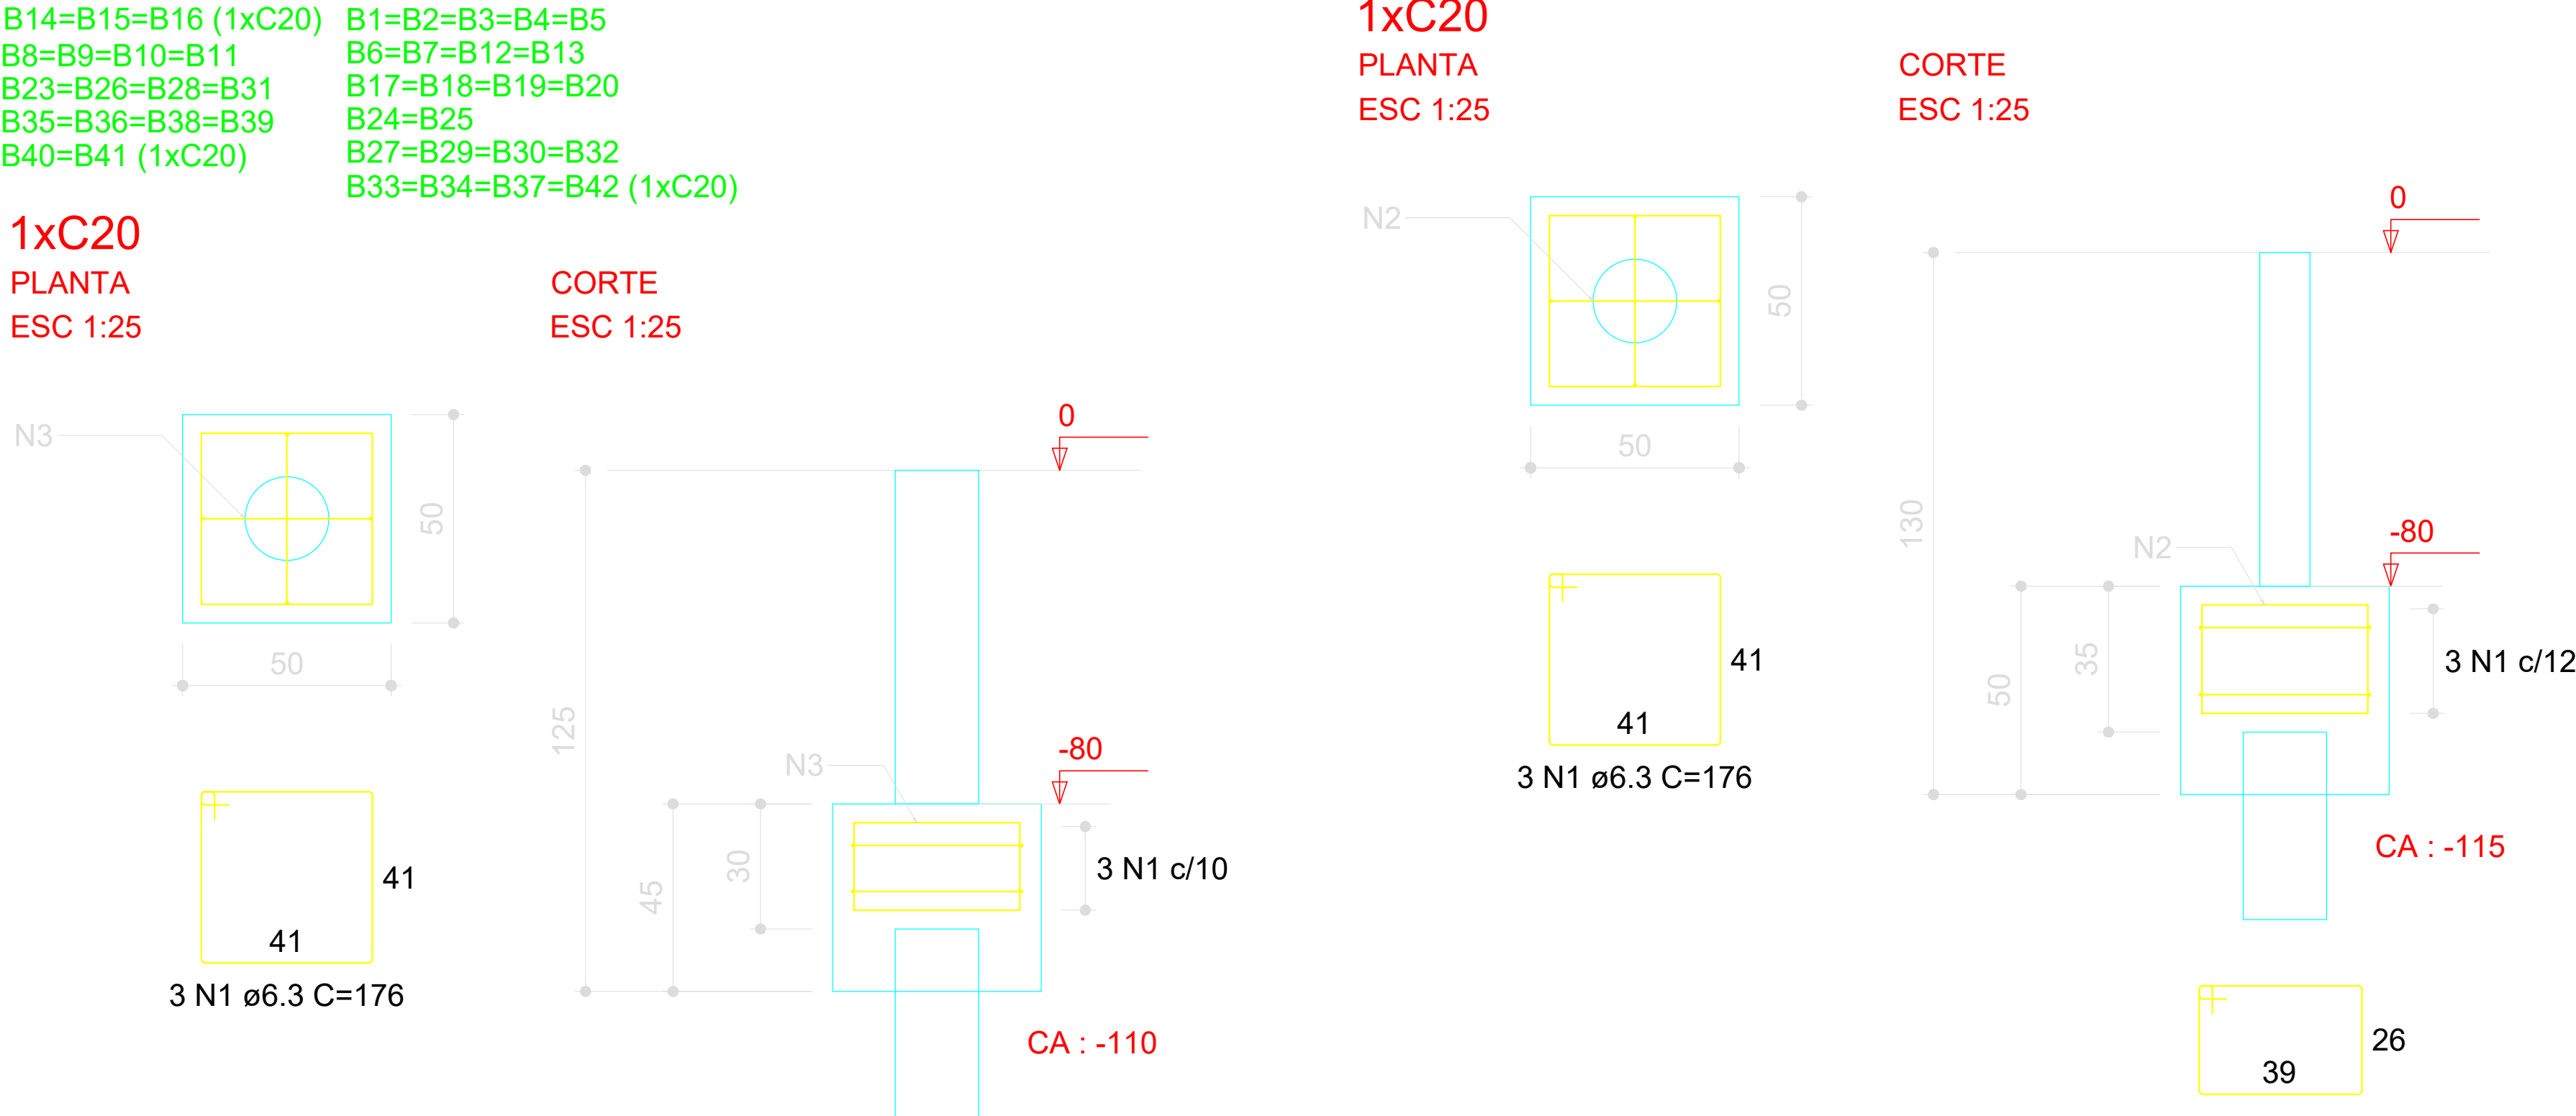 B14=B15=B16 (1xC20)
B8=B9=B10=B11
B23=B26=B28=B31
B35=B36=B38=B39
B40=B41 (1xC20)
B1=B2=B3=B4=B5
B6=B7=B12=B13
B17=B18=B19=B20
B24=B25
B27=B29=B30=B32
B33=B34=B37=B42 (1xC20)
1xC20
PLANTA
ESC 1:25
CORTE
ESC 1:25
N3
50
50
41
41
3 N1 ø6.3 C=176
0
125
-80
N3
45
30
3 N1 c/10
CA : -110
1xC20
PLANTA
ESC 1:25
CORTE
ESC 1:25
N2
50
50
41
41
3 N1 ø6.3 C=176
0
130
-80
N2
50
35
3 N1 c/12
CA : -115
26
39